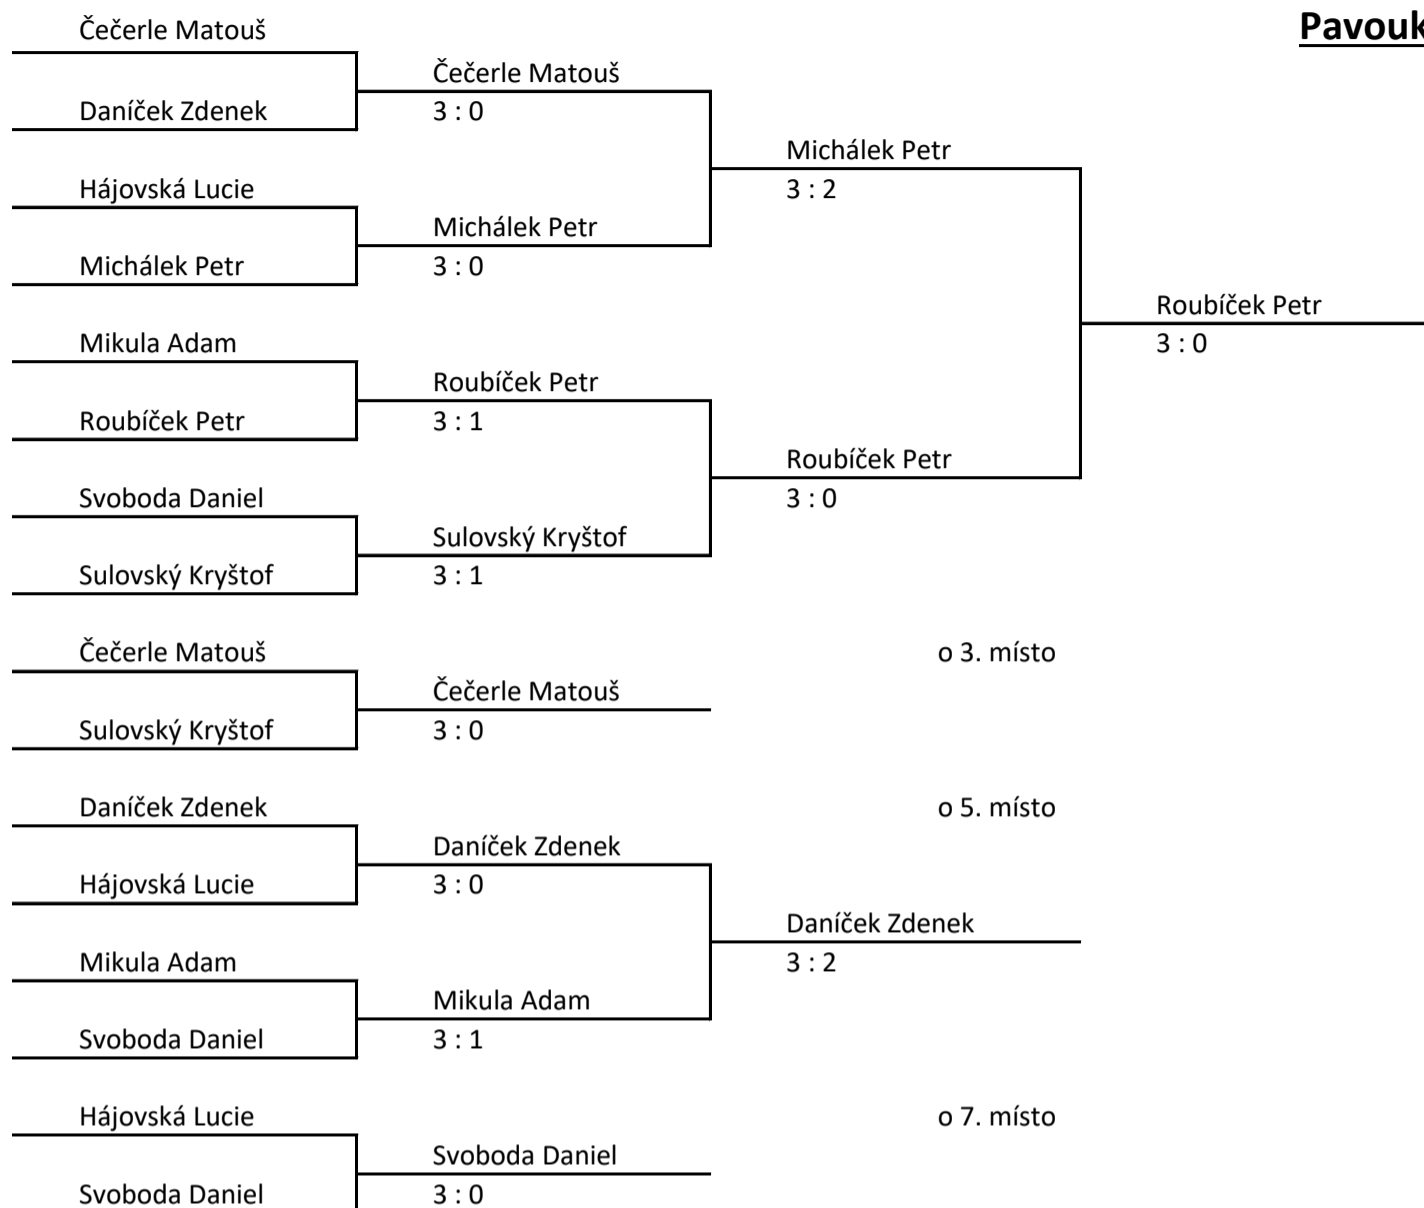 Pavouk
Čečerle Matouš
Čečerle Matouš
Daníček Zdenek
3 : 0
Michálek Petr
Hájovská Lucie
3 : 2
Michálek Petr
Michálek Petr
3 : 0
Roubíček Petr
Mikula Adam
3 : 0
Roubíček Petr
Roubíček Petr
3 : 1
Roubíček Petr
Svoboda Daniel
3 : 0
Sulovský Kryštof
Sulovský Kryštof
3 : 1
Čečerle Matouš
o 3. místo
Čečerle Matouš
Sulovský Kryštof
3 : 0
Daníček Zdenek
o 5. místo
Daníček Zdenek
Hájovská Lucie
3 : 0
Daníček Zdenek
Mikula Adam
3 : 2
Mikula Adam
Svoboda Daniel
3 : 1
Hájovská Lucie
o 7. místo
Svoboda Daniel
Svoboda Daniel
3 : 0